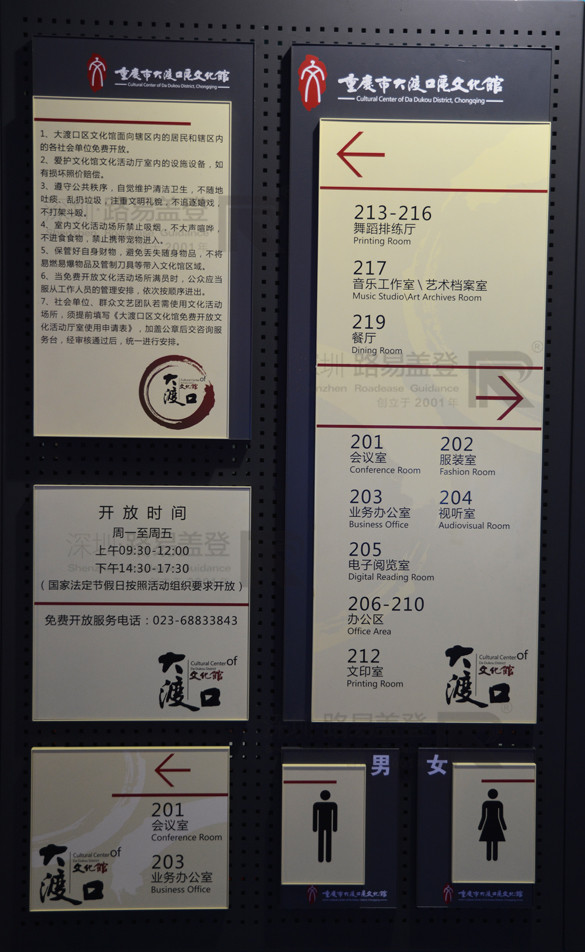 重庆市大渡口区文化馆
Cultural Center of Da Dukou District, Chongqing
1、大渡口区文化馆面向辖区内的居民和辖区内
的各社会单位免费开放。
2、爱护文化馆文化活动厅室内的设施设备，如
有损坏照价赔偿。
3、遵守公共秩序，自觉维护清洁卫生，不随地
吐痰、乱扔垃圾，注重文明礼貌，不追逐嬉戏，
不打架斗殴。
4、室内文化活动场所禁止吸烟，不大声喧哗，
不进食食物，禁止携带宠物进入。
5、保管好自身财物，避免丢失随身物品，不将
易燃易爆物品及管制刀具等带入文化馆区域。
6、当免费开放文化活动场所满员时，公众应当
服从工作人员的管理安排，依次按顺序进出。
7、社会单位、群众文艺团队若需使用文化活动
场所，须提前填写《大渡口区文化馆免费开放文
化活动厅室使用申请表》，加盖公章后交咨询服
务台，经审核通过后，统一进行安排。
大渡口
文化馆
开放时间
周一至周五
上午09:30-12:00
下午14:30-17:30
（国家法定节假日按照活动组织要求开放）
免费开放服务电话：023-68833843
大渡口
Cultural Center of
Da Dukou District, Chongqing
文化馆
201
会议室
Conference Room
203
业务办公室
Business Office
大渡口
Cultural Center of
文化馆
重庆市大渡口区文化馆
Cultural Center of Da Dukou District, Chongqing
213-216
舞蹈排练厅
Printing Room
217
音乐工作室\艺术档案室
Music Studio\Art Archives Room
219
餐厅
Dining Room
201
会议室
Conference Room
202
服装室
Fashion Room
203
业务办公室
Business Office
204
视听室
Audiovisual Room
205
电子阅览室
Digital Reading Room
206-210
办公区
Office Area
212
文印室
Printing Room
大渡口
Cultural Center of
Da Dukou District, Chongqing
文化馆
男
重庆市大渡口区文化馆
女
重庆市大渡口区文化馆
深圳 路易盖登
Shenzhen Roadease Guidance
创立于 2001 年